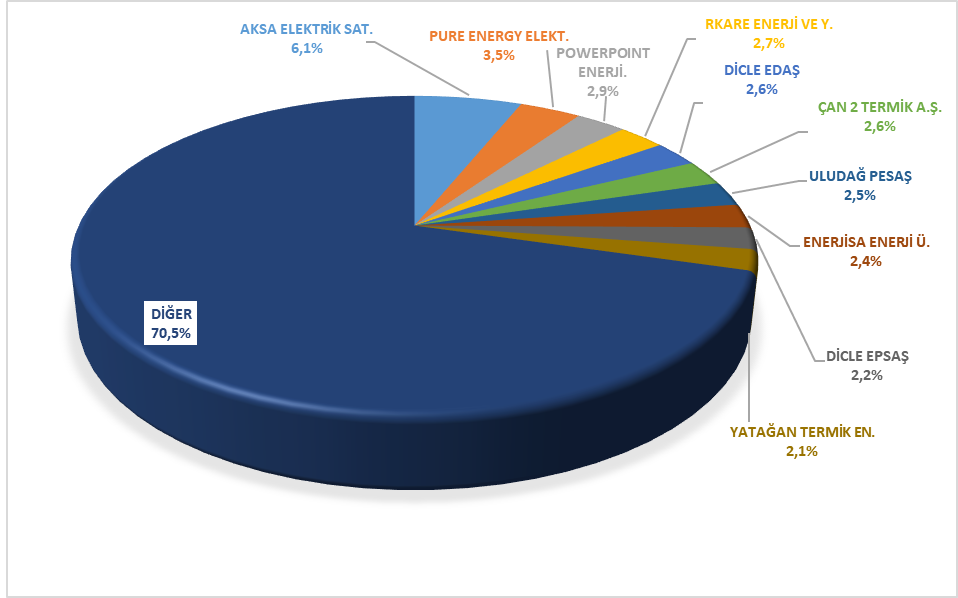 AKSA ELEKTRİK SAT.
6,1%
PURE ENERGY ELEKT.
3,5%
POWERPOINT
ENERJİ.
2,9%
RKARE ENERJİ VE Y.
2,7%
DİCLE EDAŞ
2,6%
ÇAN 2 TERMİK A.Ş.
2,6%
ULUDAĞ PESAŞ
2,5%
ENERJİSA ENERJİ Ü.
2,4%
DİCLE EPSAŞ
2,2%
YATAĞAN TERMİK EN.
2,1%
DİĞER
70,5%